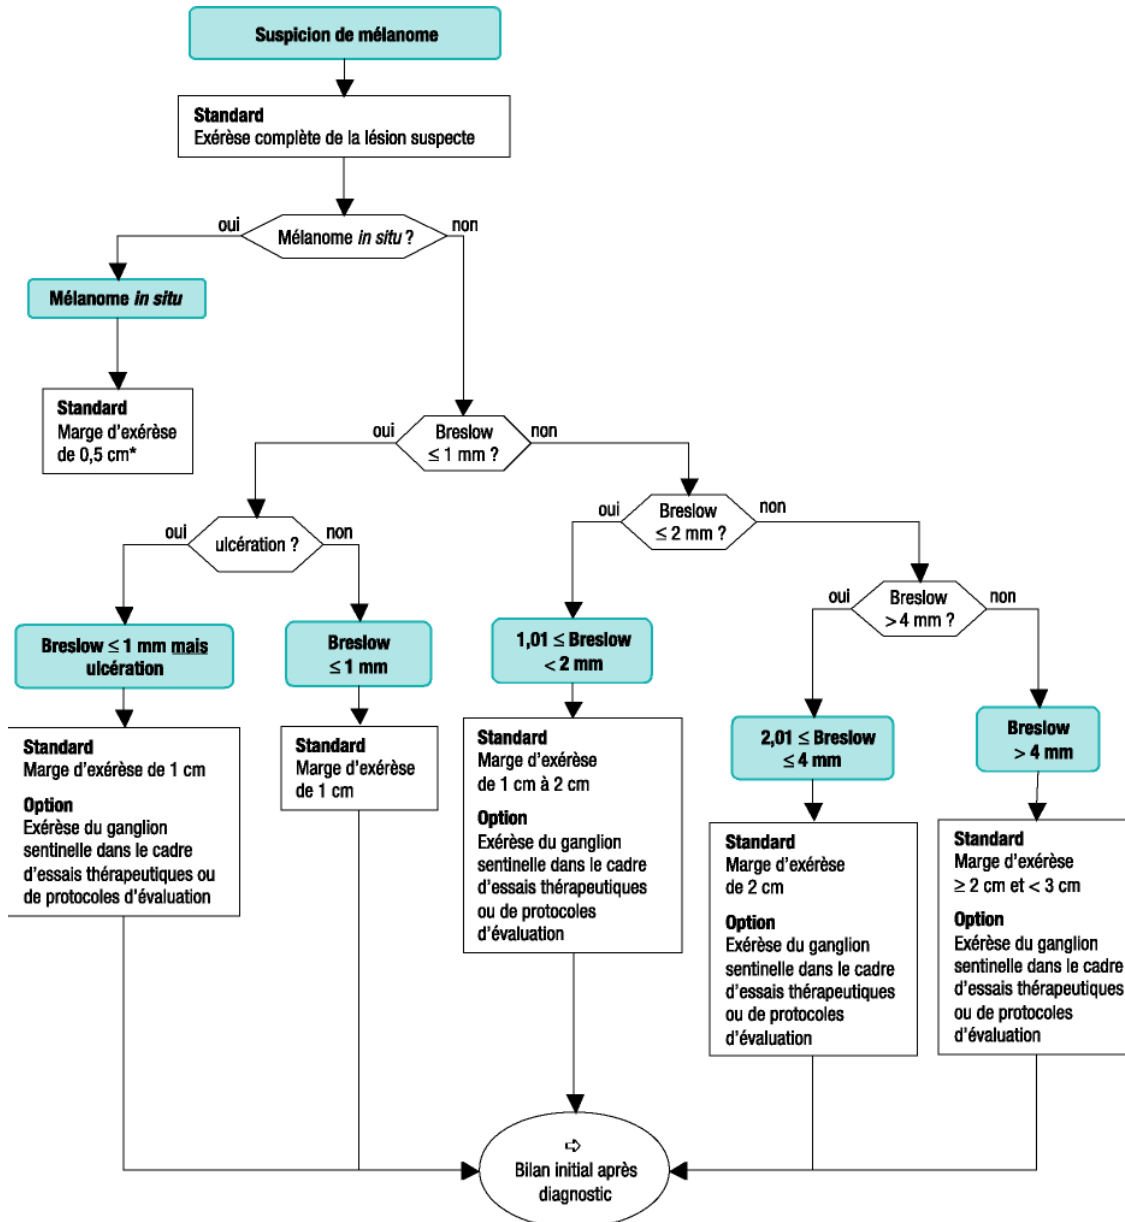 Suspicion de mélanome
Standard
Exérèse complète de la lésion suspecte
oui
non
Mélanome in situ ?
Mélanome in situ
Standard
Marge d'exérèse
de 0,5 cm*
oui
non
Breslow
≤ 1 mm ?
oui
non
Breslow
≤ 2 mm ?
oui
non
ulcération ?
oui
non
Breslow
> 4 mm ?
Breslow ≤ 1 mm mais
ulcération
Breslow
≤ 1 mm
1,01 ≤ Breslow
< 2 mm
2,01 ≤ Breslow
≤ 4 mm
Breslow
> 4 mm
Standard
Marge d'exérèse de 1 cm
Option
Exérèse du ganglion
sentinelle dans le cadre
d'essais thérapeutiques ou
de protocoles d'évaluation
Standard
Marge d'exérèse
de 1 cm
Standard
Marge d'exérèse
de 1 cm à 2 cm
Option
Exérèse du ganglion
sentinelle dans le cadre
d'essais thérapeutiques
ou de protocoles
d'évaluation
Standard
Marge d'exérèse
de 2 cm
Option
Exérèse du ganglion
sentinelle dans le cadre
d'essais thérapeutiques
ou de protocoles
d'évaluation
Standard
Marge d'exérèse
≥ 2 cm et < 3 cm
Option
Exérèse du ganglion
sentinelle dans le cadre
d'essais thérapeutiques
ou de protocoles
d'évaluation
⇨
Bilan initial après
diagnostic